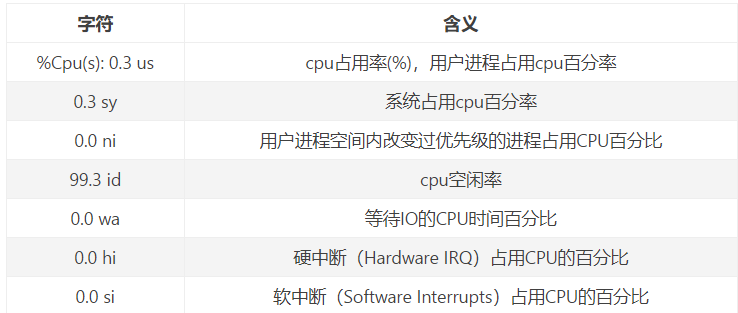 字符 含义
%Cpu(s): 0.3 us cpu占用率(%)，用户进程占用cpu百分率
0.3 sy 系统占用cpu百分率
0.0 ni 用户进程空间内改变过优先级的进程占用CPU百分比
99.3 id cpu空闲率
0.0 wa 等待IO的CPU时间百分比
0.0 hi 硬中断（Hardware IRQ）占用CPU的百分比
0.0 si 软中断（Software Interrupts）占用CPU的百分比